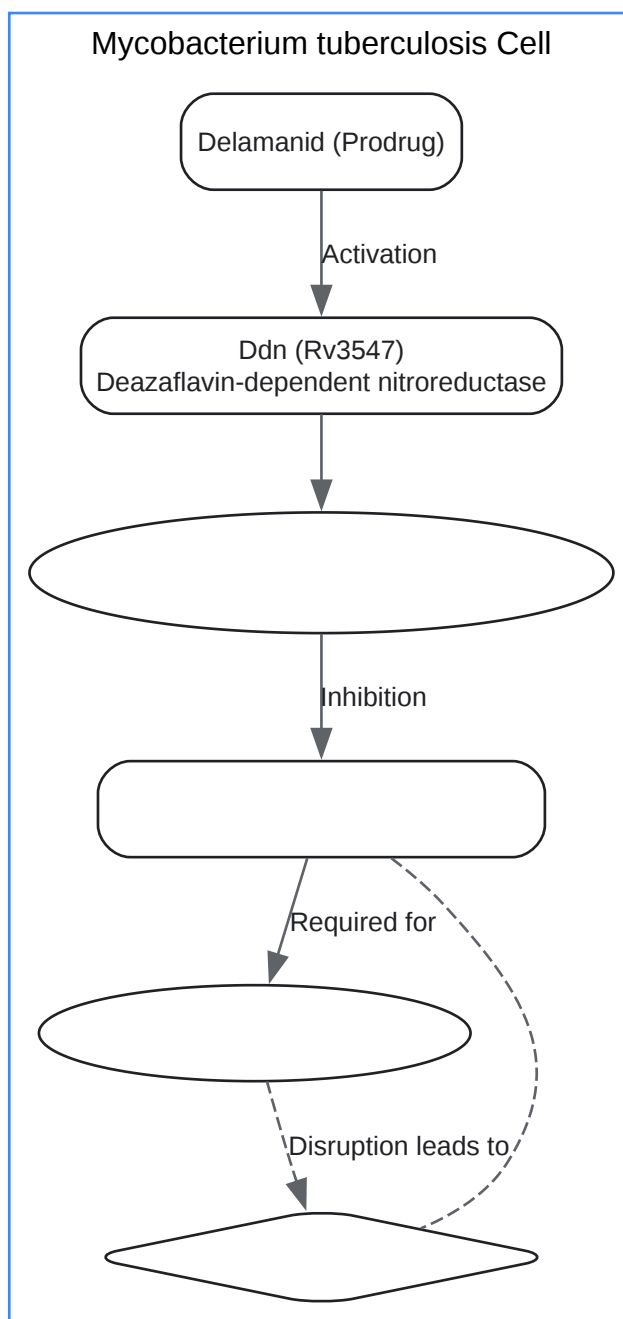 Mycobacterium tuberculosis Cell
Delamanid (Prodrug)
Activation
Ddn (Rv3547)
Deazaflavin-dependent nitroreductase
Inhibition
Required for
Disruption leads to